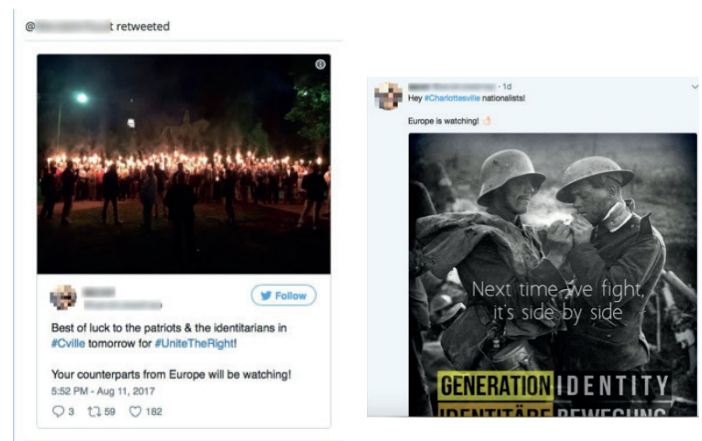 @
t retweeted
Follow
Best of luck to the patriots & the identitarians in
#Cville tomorrow for #UniteTheRight!
Your counterparts from Europe will be watching!
5:52 PM - Aug 11, 2017
3 59 182
· 1d
Hey #Charlottesville nationalists!
Europe is watching! 👌
Next time we fight,
it's side by side
GENERATION IDENTITY
IDENTITÄRE BEWEGUNG